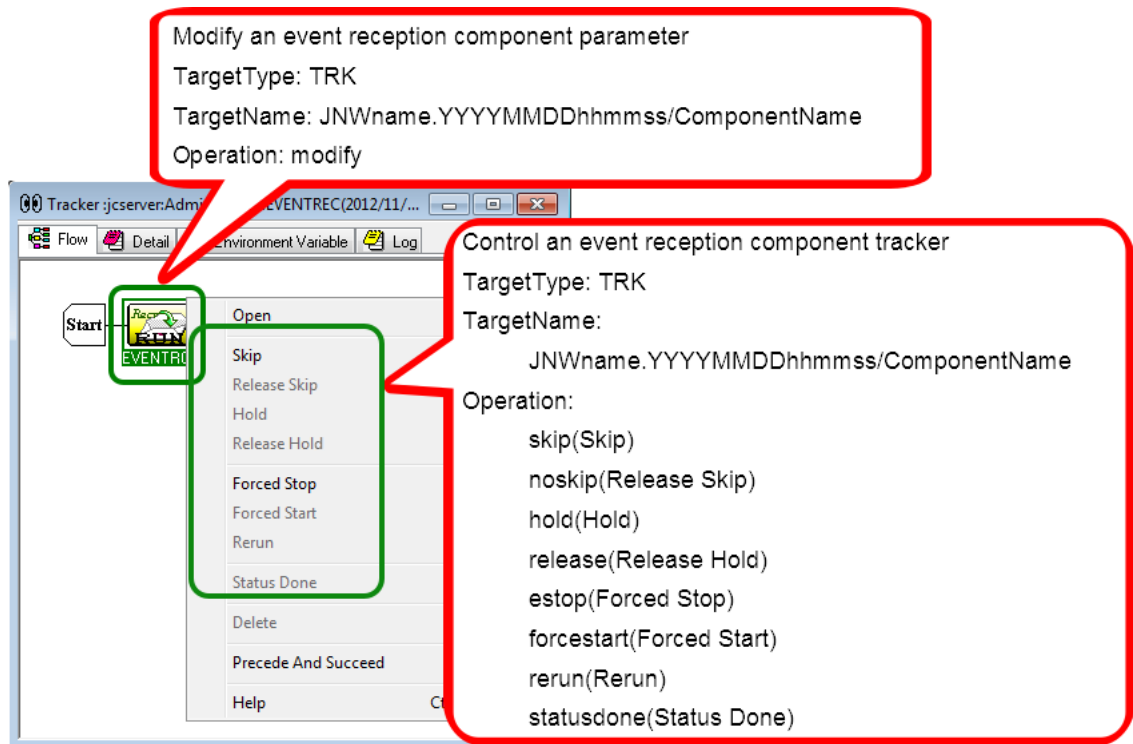 Modify an event reception component parameter
TargetType: TRK
TargetName: JNWname.YYYYMMDDhhmmss/ComponentName
Operation: modify
Tracker :jcserver:Admi EVENTREC(2012/11/...
Flow Detail Environment Variable Log
Start
RUN
EVENTRC
Open
Skip
Release Skip
Hold
Release Hold
Forced Stop
Forced Start
Rerun
Status Done
Delete
Precede And Succeed
Help
Control an event reception component tracker
TargetType: TRK
TargetName:
JNWname.YYYYMMDDhhmmss/ComponentName
Operation:
skip(Skip)
noskip(Release Skip)
hold(Hold)
release(Release Hold)
estop(Forced Stop)
forcestart(Forced Start)
rerun(Rerun)
statusdone(Status Done)